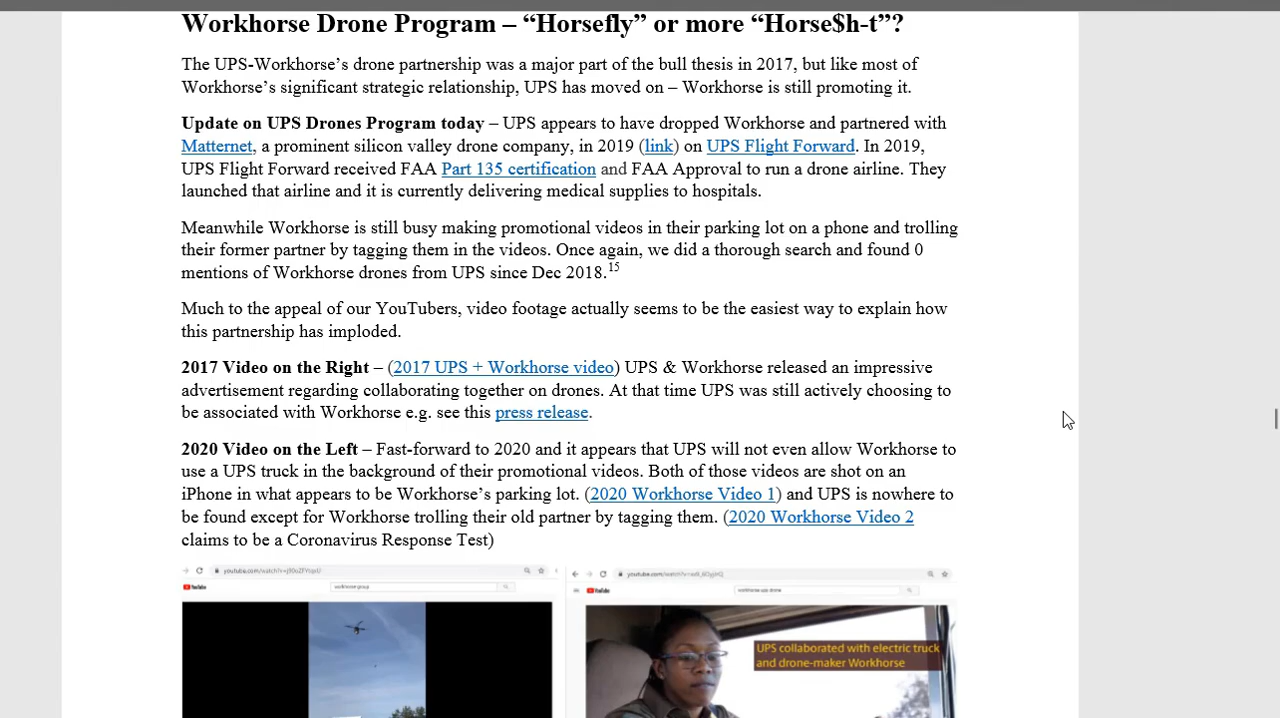 Workhorse Drone Program – “Horsefly” or more “Horse$h-t”?
The UPS-Workhorse’s drone partnership was a major part of the bull thesis in 2017, but like most of
Workhorse’s significant strategic relationship, UPS has moved on – Workhorse is still promoting it.
Update on UPS Drones Program today – UPS appears to have dropped Workhorse and partnered with
Matternet, a prominent silicon valley drone company, in 2019 (link) on UPS Flight Forward. In 2019,
UPS Flight Forward received FAA Part 135 certification and FAA Approval to run a drone airline. They
launched that airline and it is currently delivering medical supplies to hospitals.
Meanwhile Workhorse is still busy making promotional videos in their parking lot on a phone and trolling
their former partner by tagging them in the videos. Once again, we did a thorough search and found 0
mentions of Workhorse drones from UPS since Dec 2018.15
Much to the appeal of our YouTubers, video footage actually seems to be the easiest way to explain how
this partnership has imploded.
2017 Video on the Right – (2017 UPS + Workhorse video) UPS & Workhorse released an impressive
advertisement regarding collaborating together on drones. At that time UPS was still actively choosing to
be associated with Workhorse e.g. see this press release.
2020 Video on the Left – Fast-forward to 2020 and it appears that UPS will not even allow Workhorse to
use a UPS truck in the background of their promotional videos. Both of those videos are shot on an
iPhone in what appears to be Workhorse’s parking lot. (2020 Workhorse Video 1) and UPS is nowhere to
be found except for Workhorse trolling their old partner by tagging them. (2020 Workhorse Video 2
claims to be a Coronavirus Response Test)
YouTube
workhorse group
YouTube
workhorse ups drone
UPS collaborated with electric truck
and drone-maker Workhorse